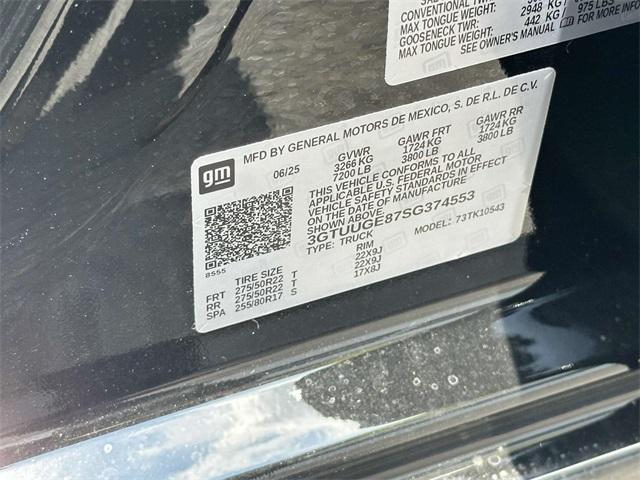 CONVENTIONAL TWR: 
MAX TONGUE WEIGHT: 2948 KG
GOOSENECK TWR:
MAX TONGUE WEIGHT: 442 KG / 975 LBS
SEE OWNER'S MANUAL FOR MORE INFO
MFD BY GENERAL MOTORS DE MEXICO, S. DE R.L. DE C.V.
gm
06/25 GVWR GAWR FRT GAWR RR
3266 KG 1724 KG 1724 KG
7200 LB 3800 LB 3800 LB
THIS VEHICLE CONFORMS TO ALL
APPLICABLE U.S. FEDERAL MOTOR
VEHICLE SAFETY STANDARDS IN EFFECT
ON THE DATE OF MANUFACTURE
SHOWN ABOVE
3GTUUGE87SG374553
TYPE: TRUCK MODEL: 73TK10543
8555
TIRE SIZE RIM
FRT 275/50R22 T 22X9J
RR 275/50R22 T 22X9J
SPA 255/80R17 S 17X8J